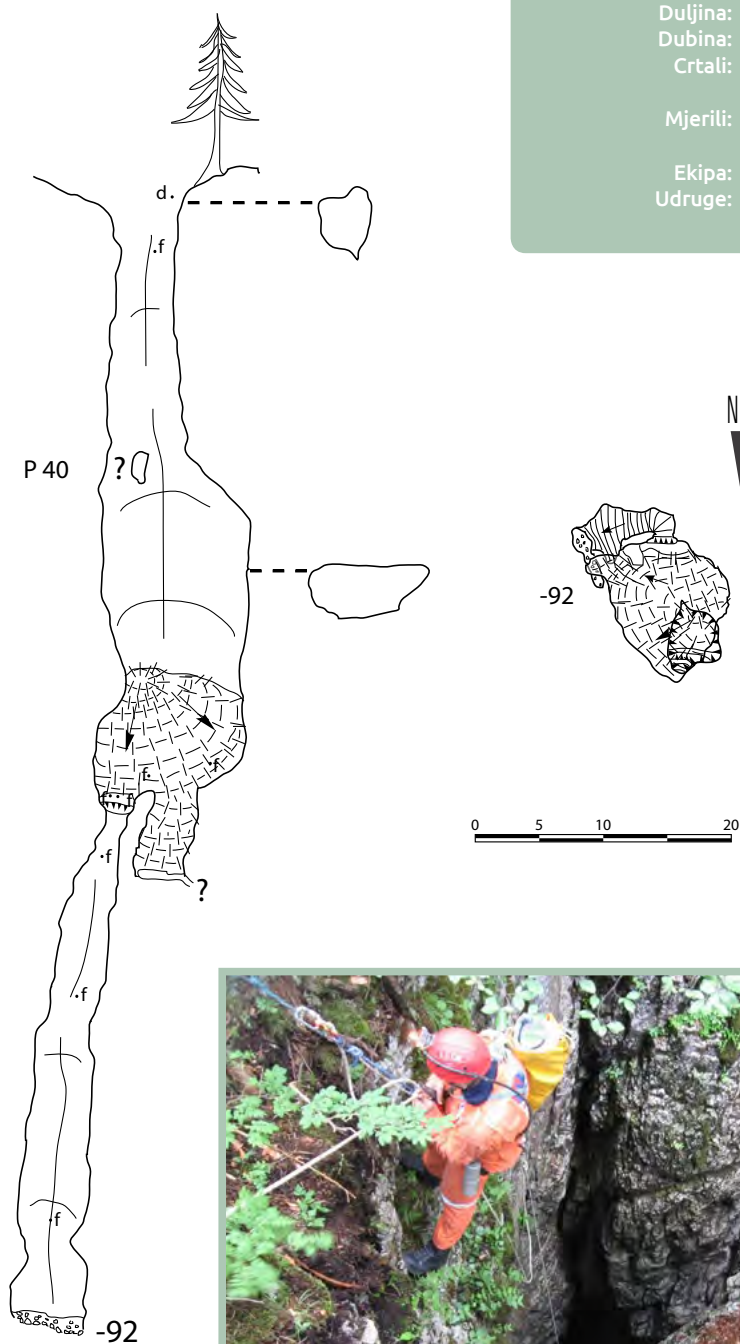 Duljina:
Dubina:
Crtali:
Mjerili:
Ekipa:
Udruge:
d.
.f
P 40
?
N
-92
f.
.f
f
0 5 10 20
.f
?
.f
.f
-92